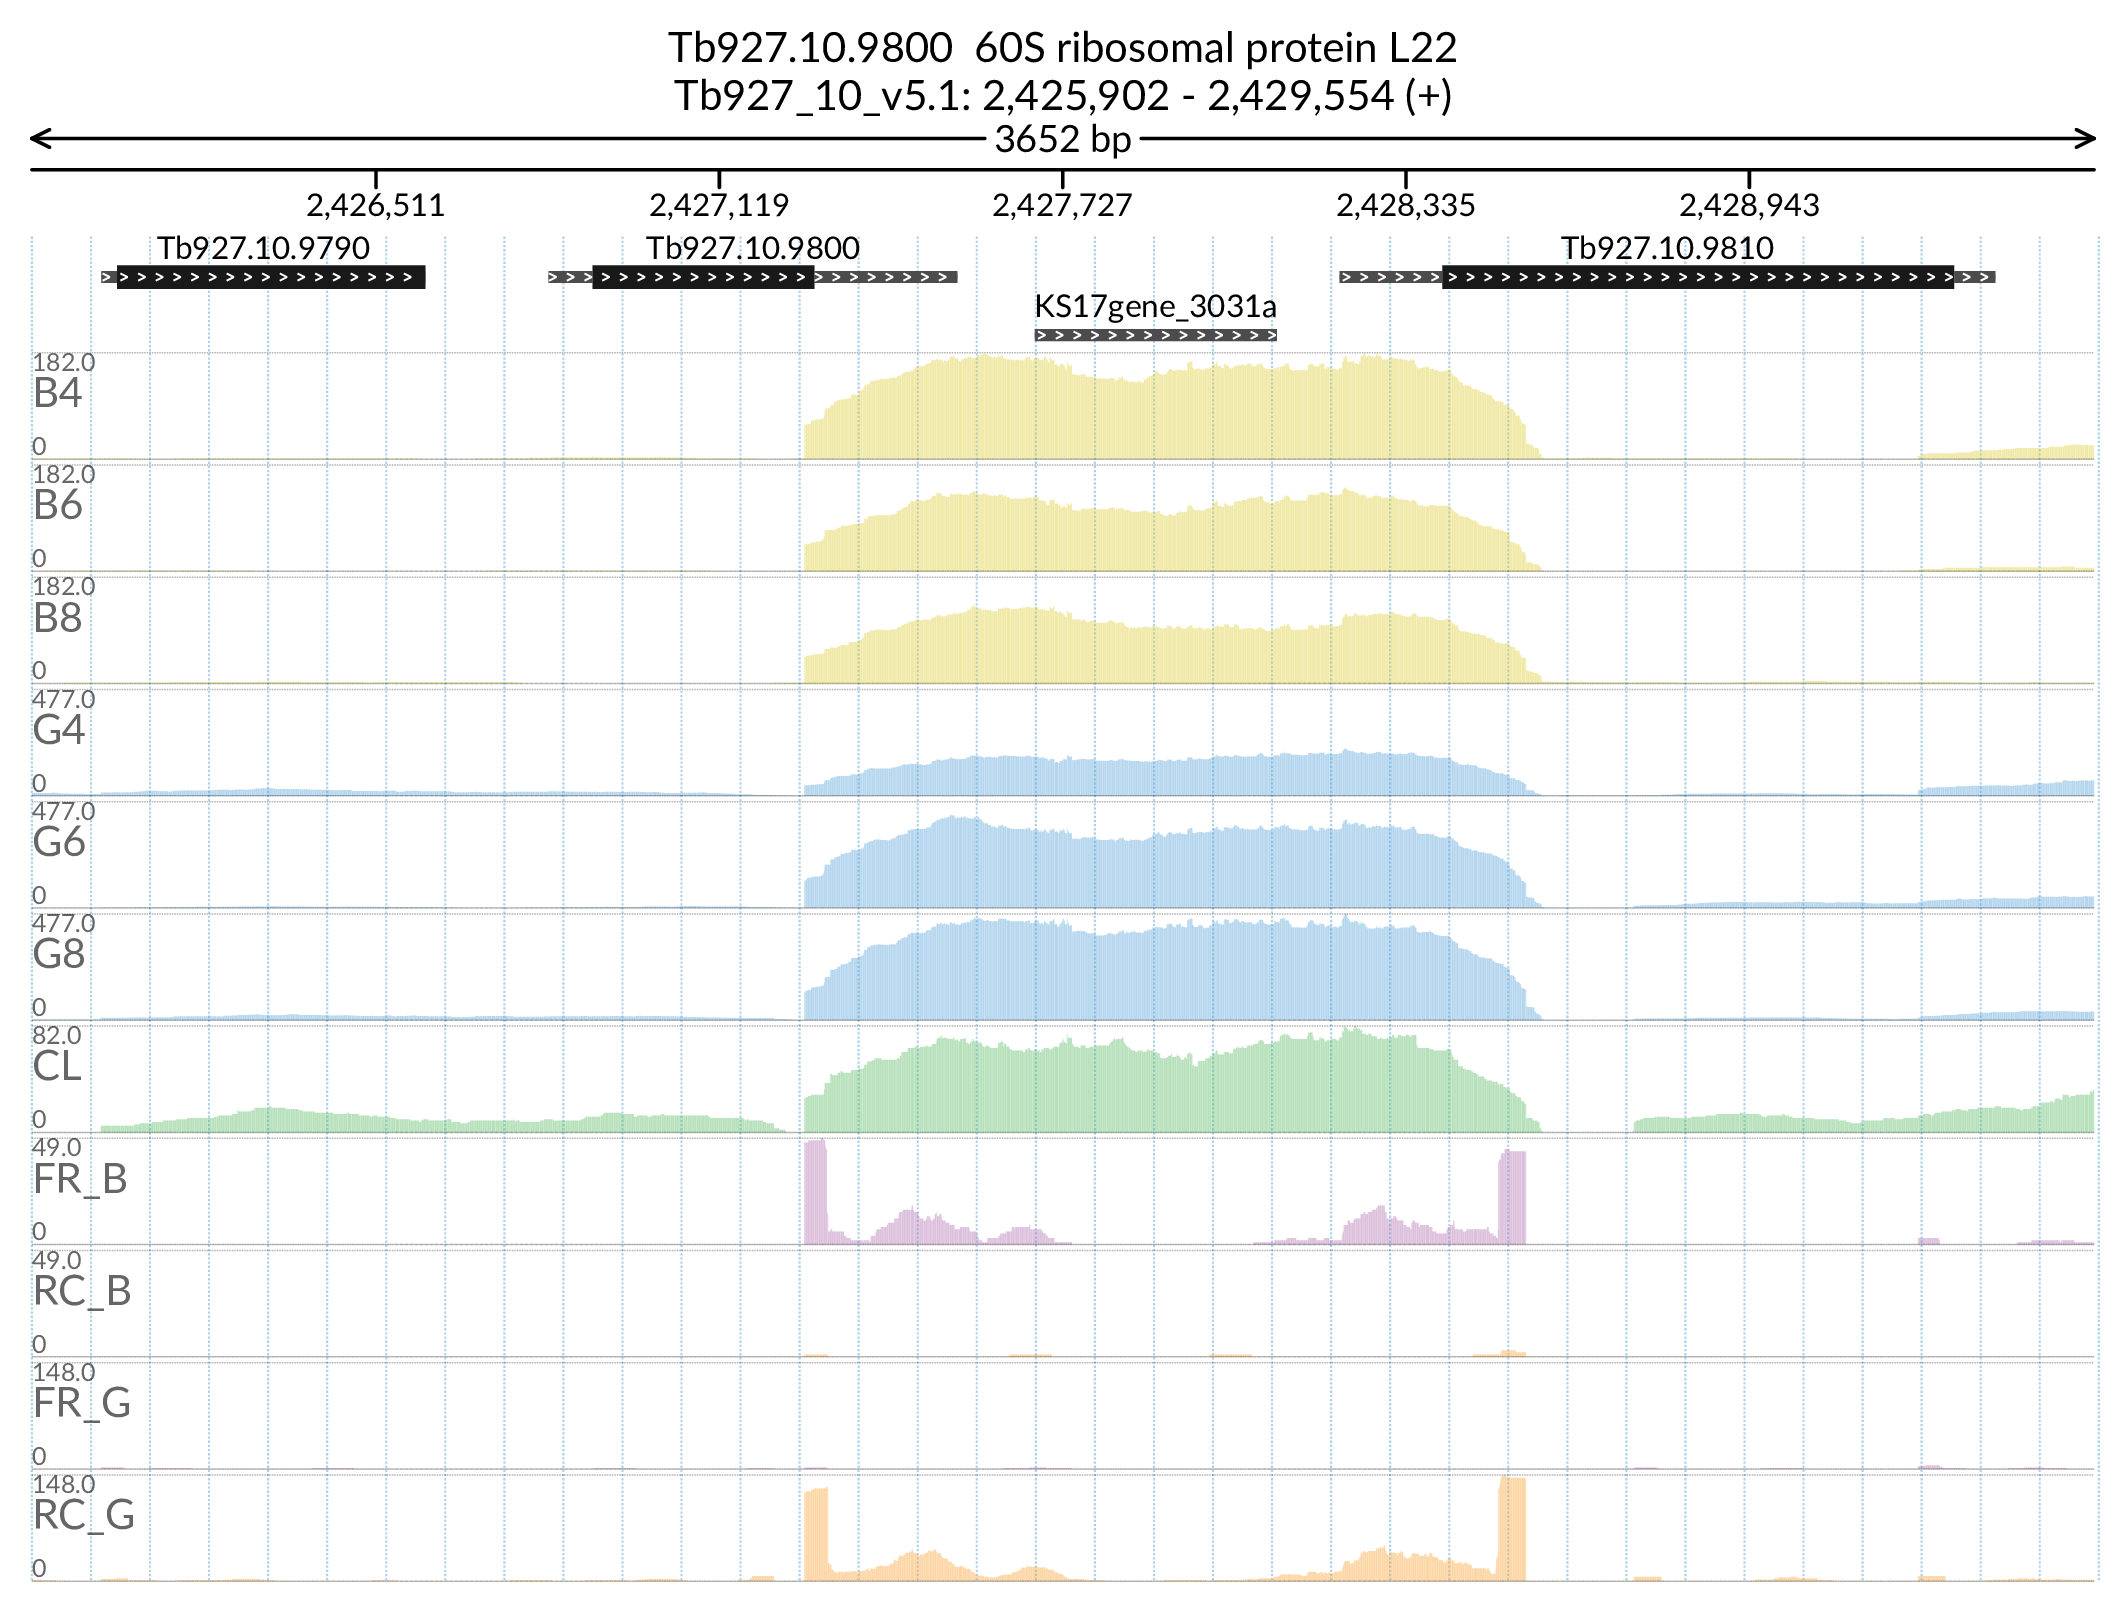 Tb927.10.9800  60S ribosomal protein L22
Tb927_10_v5.1: 2,425,902 - 2,429,554 (+)
3652 bp
2,426,511 2,427,119 2,427,727 2,428,335 2,428,943
Tb927.10.9790 Tb927.10.9800 Tb927.10.9810
KS17gene_3031a
182.0
B4
0
182.0
B6
0
182.0
B8
0
477.0
G4
0
477.0
G6
0
477.0
G8
0
82.0
CL
0
49.0
FR_B
0
49.0
RC_B
0
148.0
FR_G
0
148.0
RC_G
0